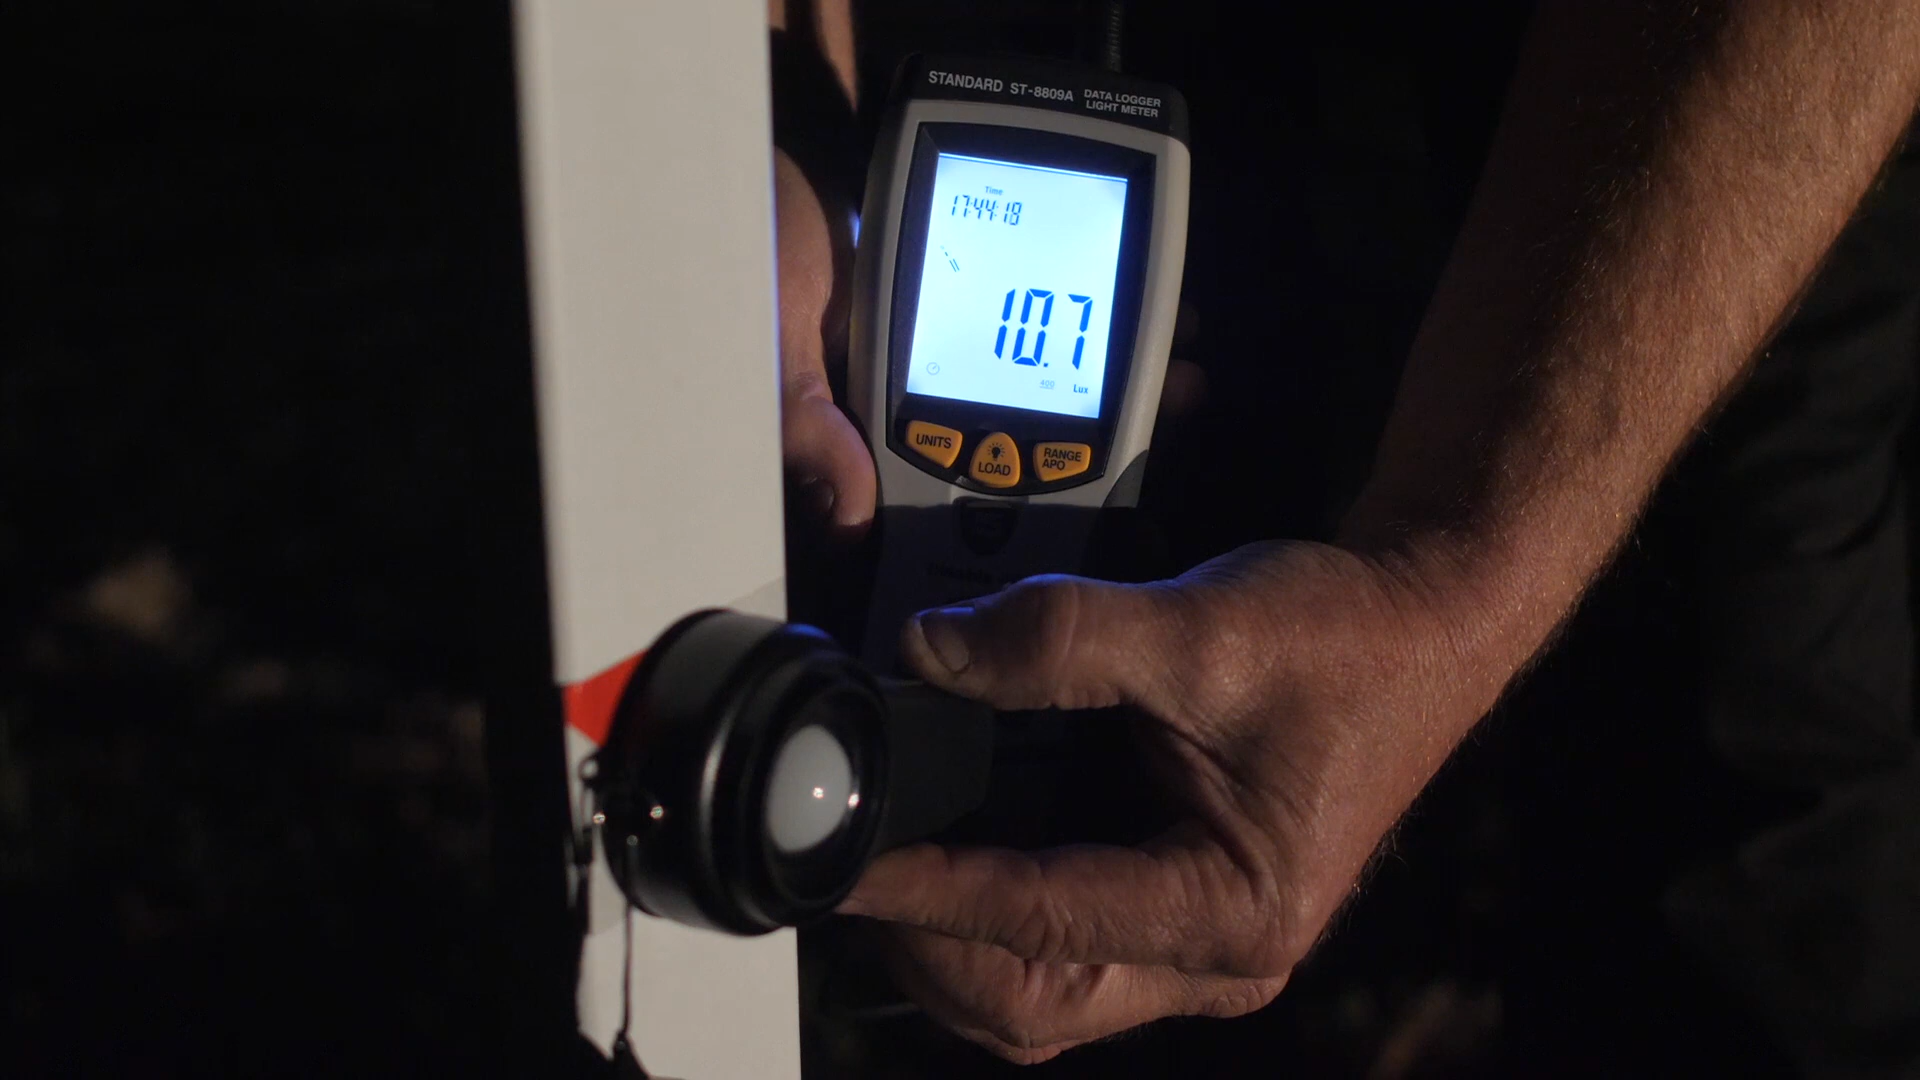 STANDARD ST-8809A DATA LOGGER
LIGHT METER
Time
17:44:18
10.7
400 Lux
UNITS
LOAD
RANGE
APO